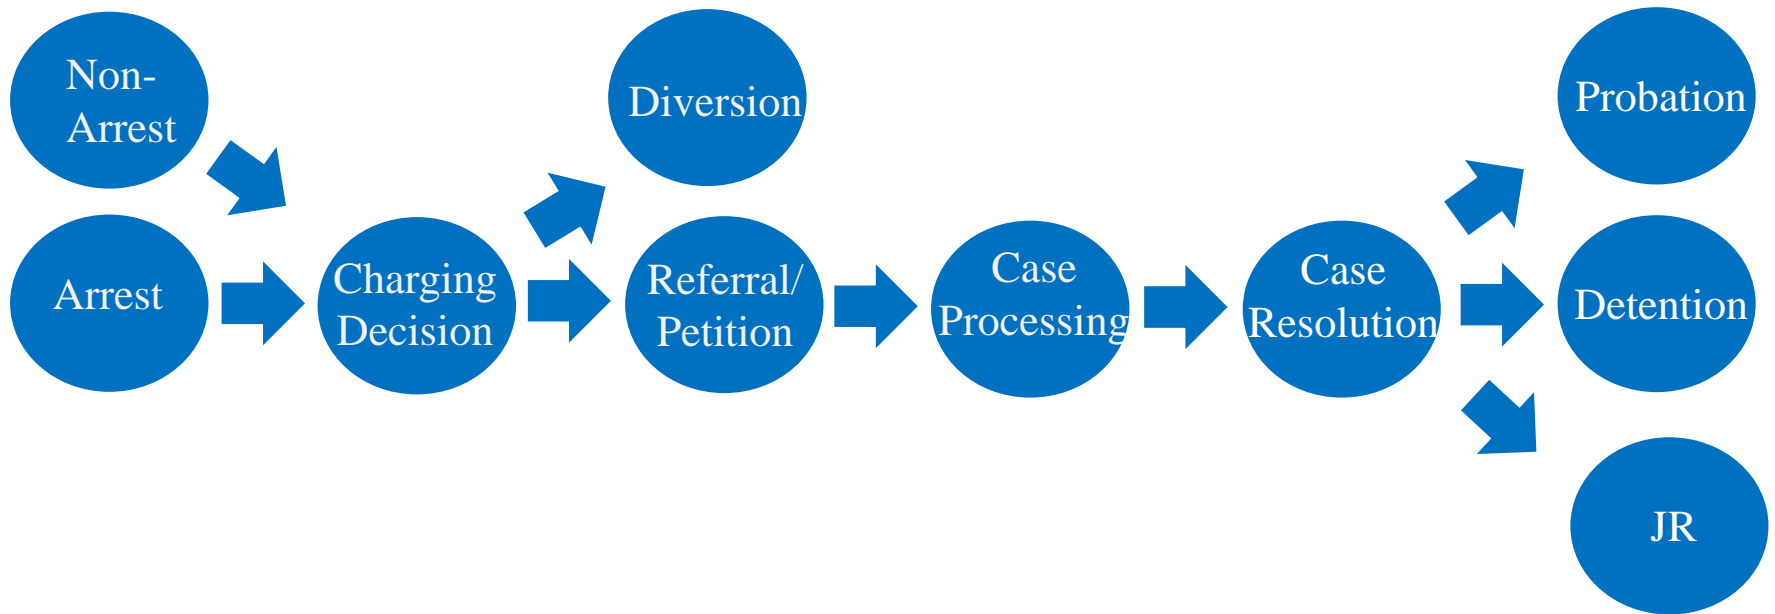 Non-
Arrest
Arrest
Charging
Decision
Diversion
Referral/
Petition
Case
Processing
Case
Resolution
Probation
Detention
JR